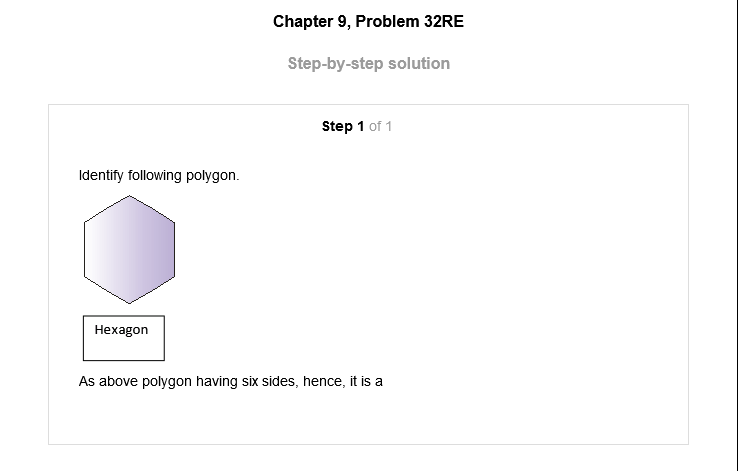 Chapter 9, Problem 32RE
Step-by-step solution
Step 1 of 1
Identify following polygon.
Hexagon
As above polygon having six sides, hence, it is a